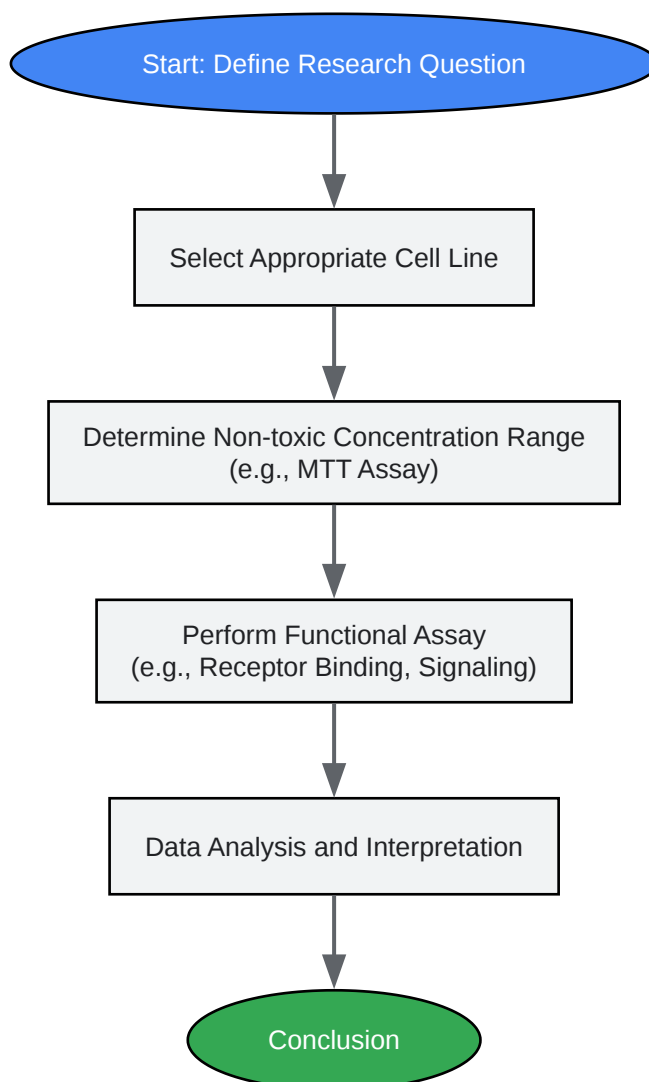 Start: Define Research Question
Select Appropriate Cell Line
Determine Non-toxic Concentration Range
(e.g., MTT Assay)
Perform Functional Assay
(e.g., Receptor Binding, Signaling)
Data Analysis and Interpretation
Conclusion